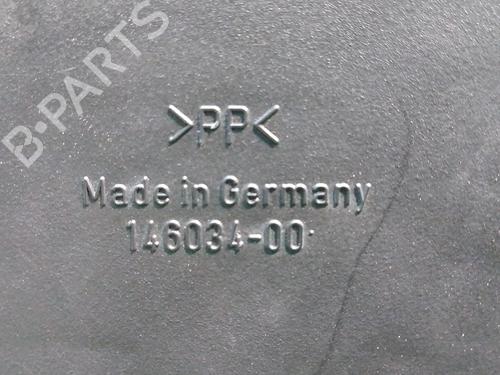 B-PARTS
>PP<
Made in Germany
146034-00